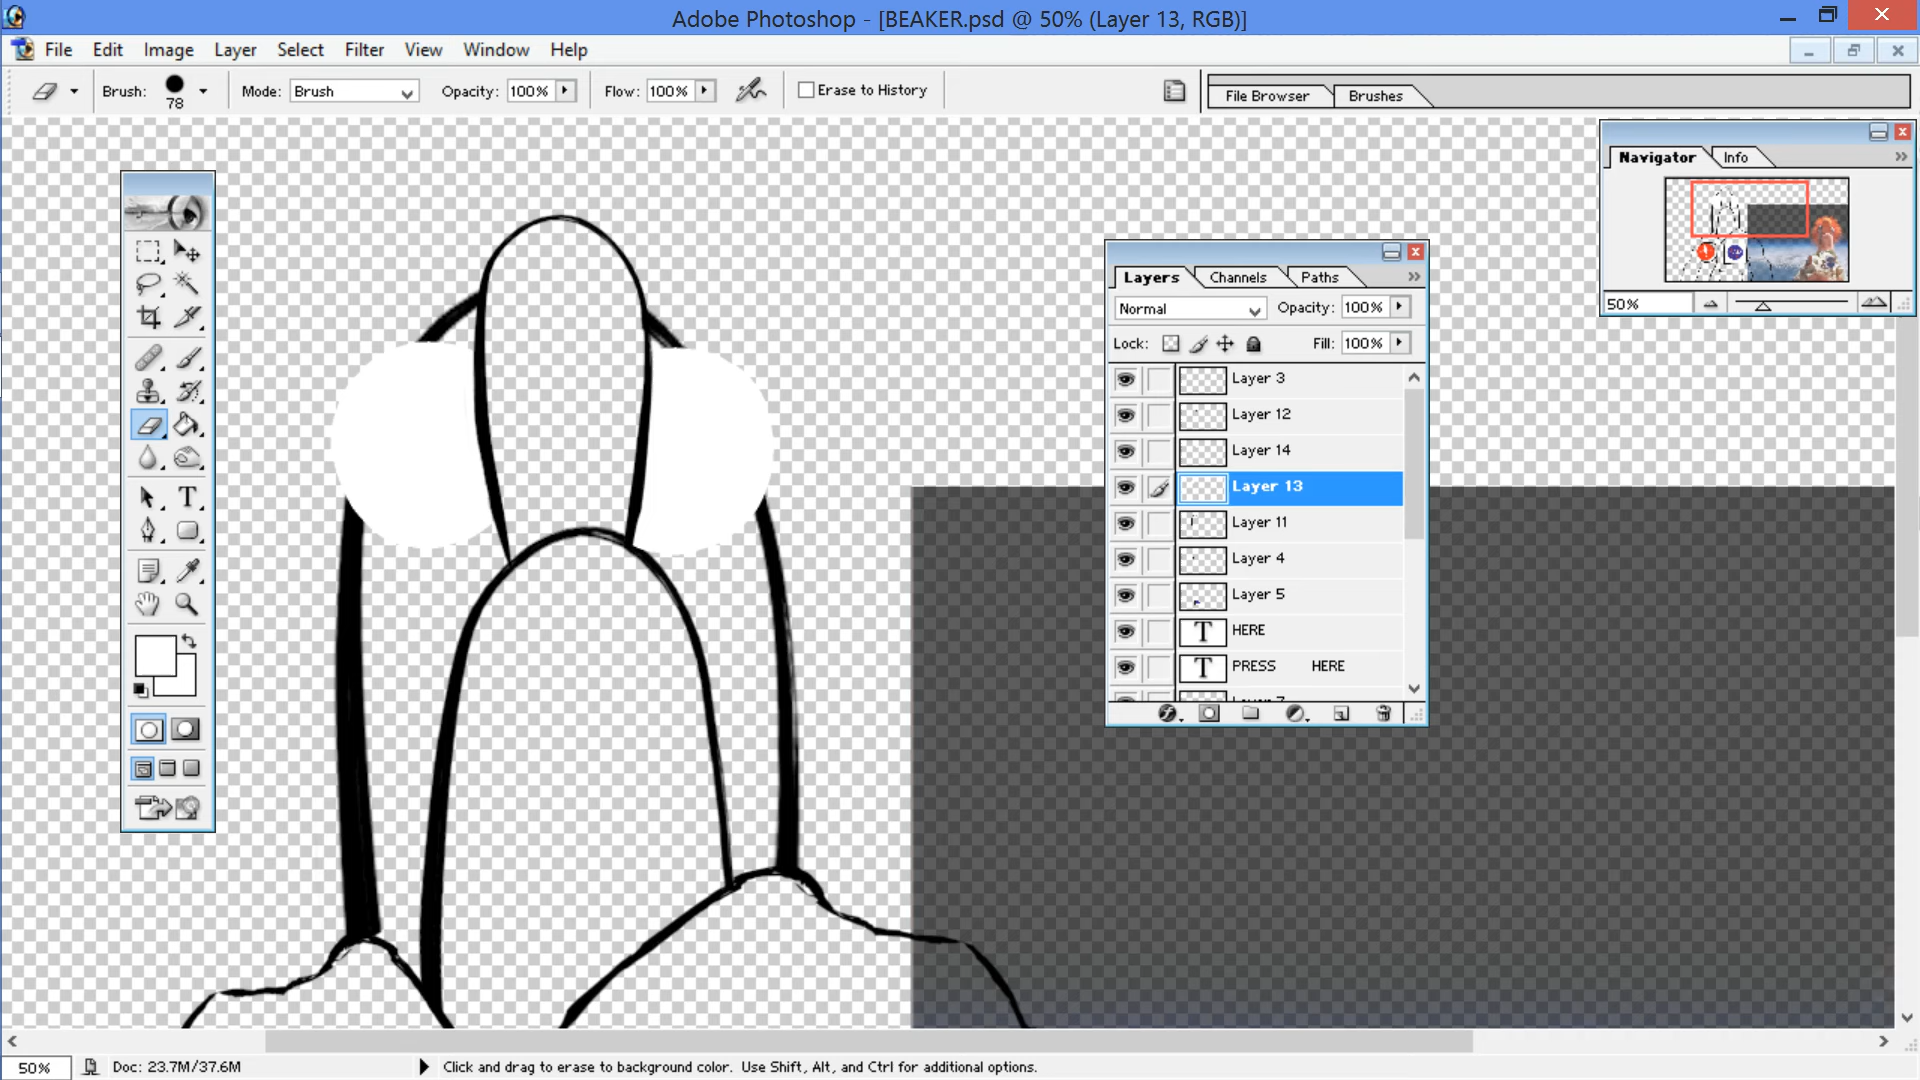 Adobe Photoshop - [BEAKER.psd @ 50% (Layer 13, RGB)]
File Edit Image Layer Select Filter View Window Help
Brush: 78 Mode: Brush Opacity: 100% Flow: 100% Erase to History File Browser Brushes
Navigator Info
50%
Layers Channels Paths
Normal Opacity: 100%
Lock: Fill: 100%
Layer 3
Layer 12
Layer 14
Layer 13
Layer 11
Layer 4
Layer 5
T HERE
T PRESS HERE
50% Doc: 23.7M/37.6M Click and drag to erase to background color. Use Shift, Alt, and Ctrl for additional options.